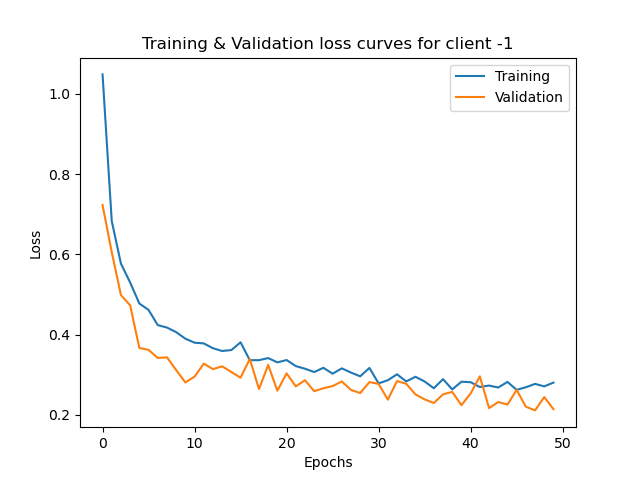 Training & Validation loss curves for client -1
Training
Validation
Loss
1.0
0.8
0.6
0.4
0.2
0
10
20
30
40
50
Epochs